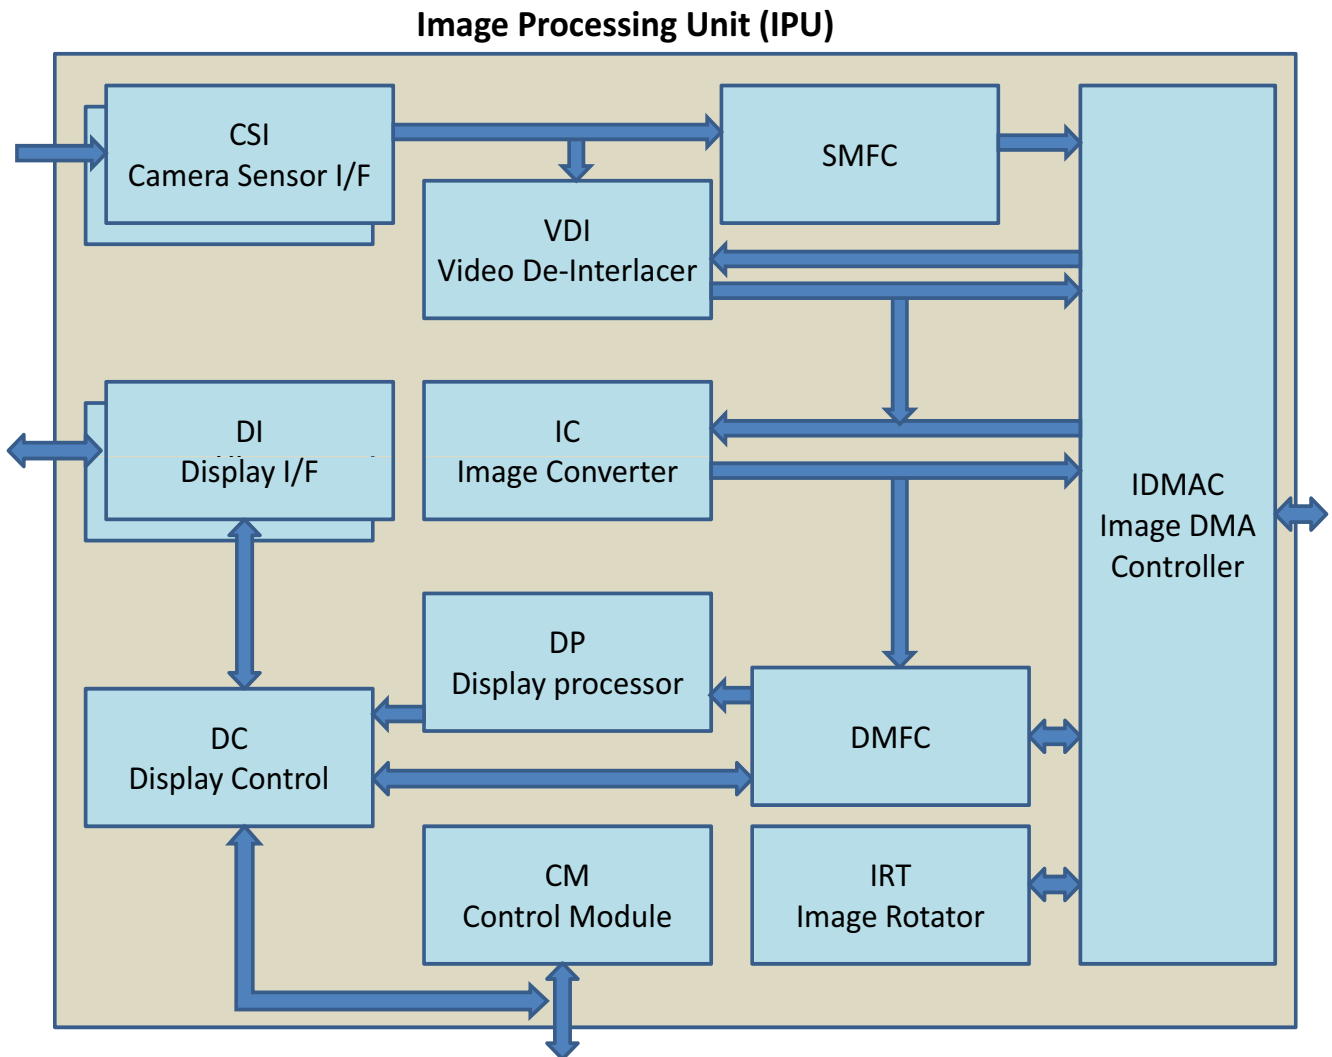 Image Processing Unit (IPU)
CSI
Camera Sensor I/F
SMFC
VDI
Video De-Interlacer
DI
Display I/F
IC
Image Converter
IDMAC
Image DMA
Controller
DP
Display processor
DC
Display Control
DMFC
CM
Control Module
IRT
Image Rotator